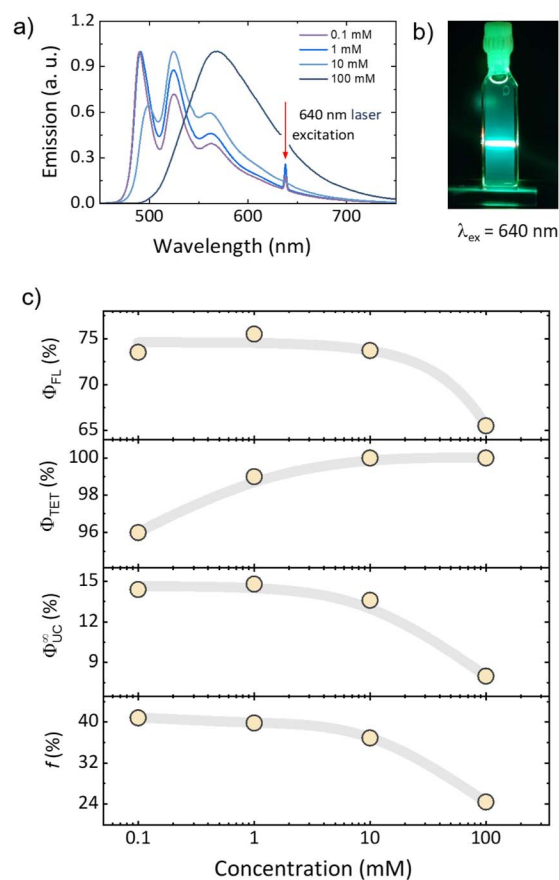 a)
0.1 mM
1 mM
10 mM
100 mM
640 nm laser
excitation
1.2
0.9
0.6
0.3
0.0
Emission (a. u.)
500
600
700
Wavelength (nm)
b)
λex = 640 nm
c)
75
70
65
ΦFL (%)
100
98
96
ΦTET (%)
15
12
9
Φ∞UC (%)
40
32
24
f (%)
0.1
1
10
100
Concentration (mM)